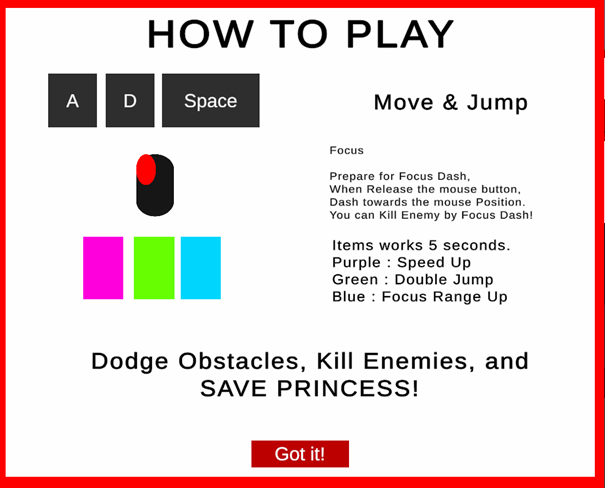 HOW TO PLAY
A D Space
Move & Jump
Focus
Prepare for Focus Dash,
When Release the mouse button,
Dash towards the mouse Position.
You can Kill Enemy by Focus Dash!
Items works 5 seconds.
Purple : Speed Up
Green : Double Jump
Blue : Focus Range Up
Dodge Obstacles, Kill Enemies, and
SAVE PRINCESS!
Got it!